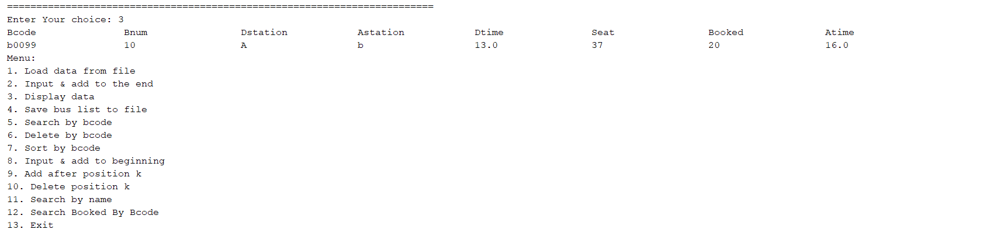 =========================================================================
Enter Your choice: 3
Bcode               Bnum                Dstation            Astation            Dtime               Seat                Booked              Atime
b0099               10                  A                   b                   13.0                37                  20                  16.0
Menu:
1. Load data from file
2. Input & add to the end
3. Display data
4. Save bus list to file
5. Search by bcode
6. Delete by bcode
7. Sort by bcode
8. Input & add to beginning
9. Add after position k
10. Delete position k
11. Search by name
12. Search Booked By Bcode
13. Exit